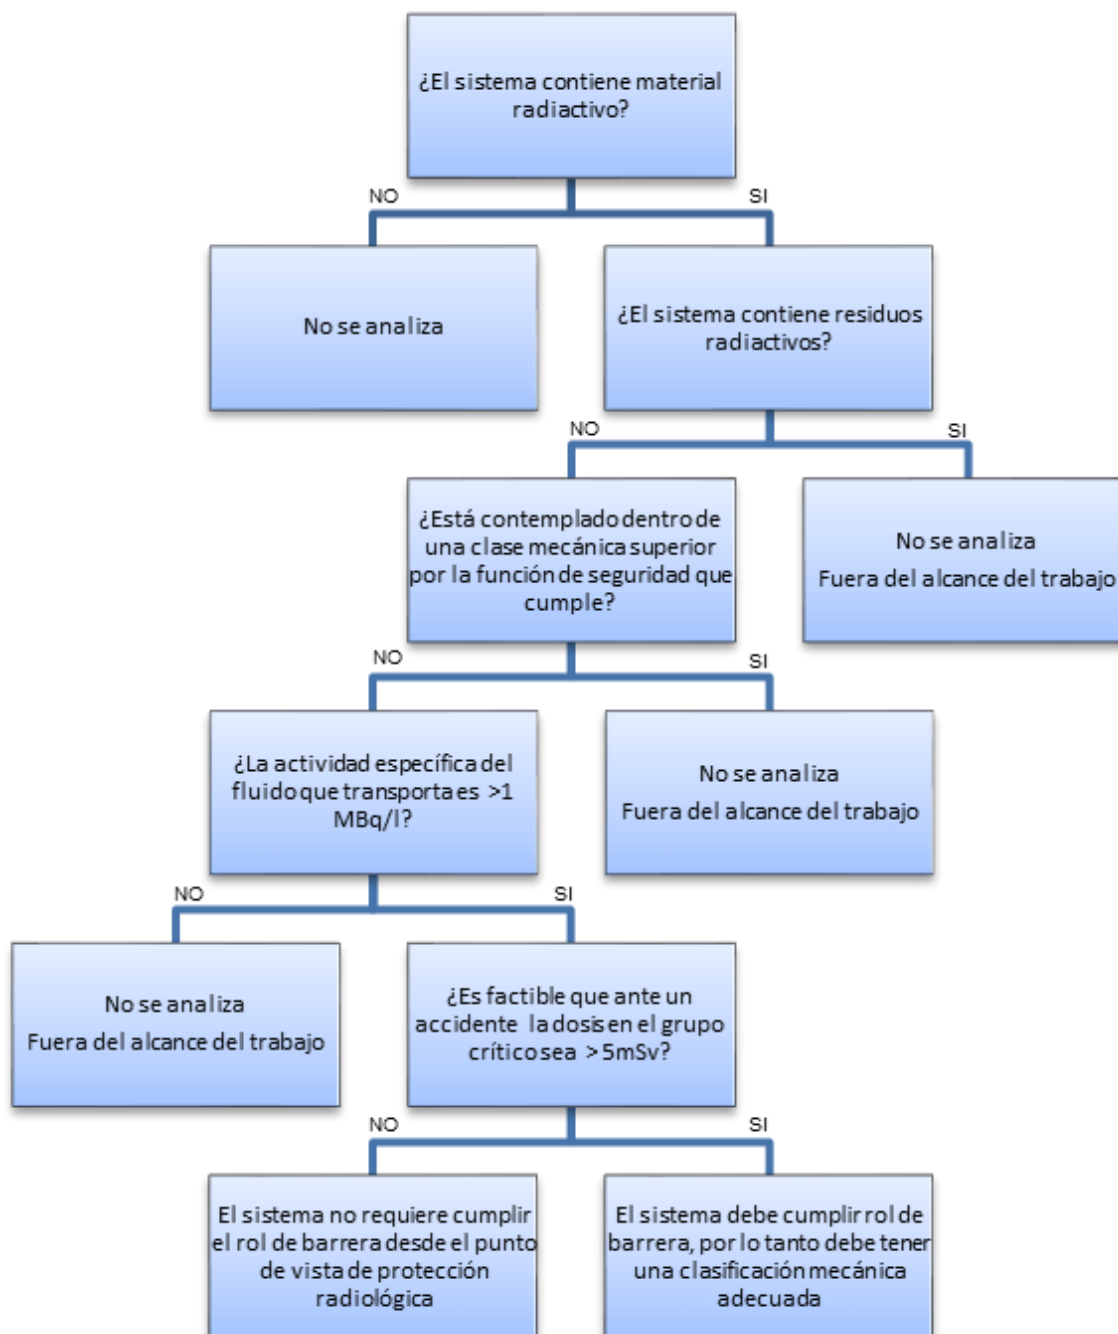 ¿El sistema contiene material
radiactivo?
NO
SI
No se analiza
¿El sistema contiene residuos
radiactivos?
NO
SI
¿Está contemplado dentro de
una clase mecánica superior
por la función de seguridad que
cumple?
No se analiza
Fuera del alcance del trabajo
NO
SI
¿La actividad específica del
fluido que transporta es >1
MBq/l?
No se analiza
Fuera del alcance del trabajo
NO
SI
No se analiza
Fuera del alcance del trabajo
¿Es factible que ante un
accidente la dosis en el grupo
crítico sea > 5mSv?
NO
SI
El sistema no requiere cumplir
el rol de barrera desde el punto
de vista de protección
radiológica
El sistema debe cumplir rol de
barrera, por lo tanto debe tener
una clasificación mecánica
adecuada